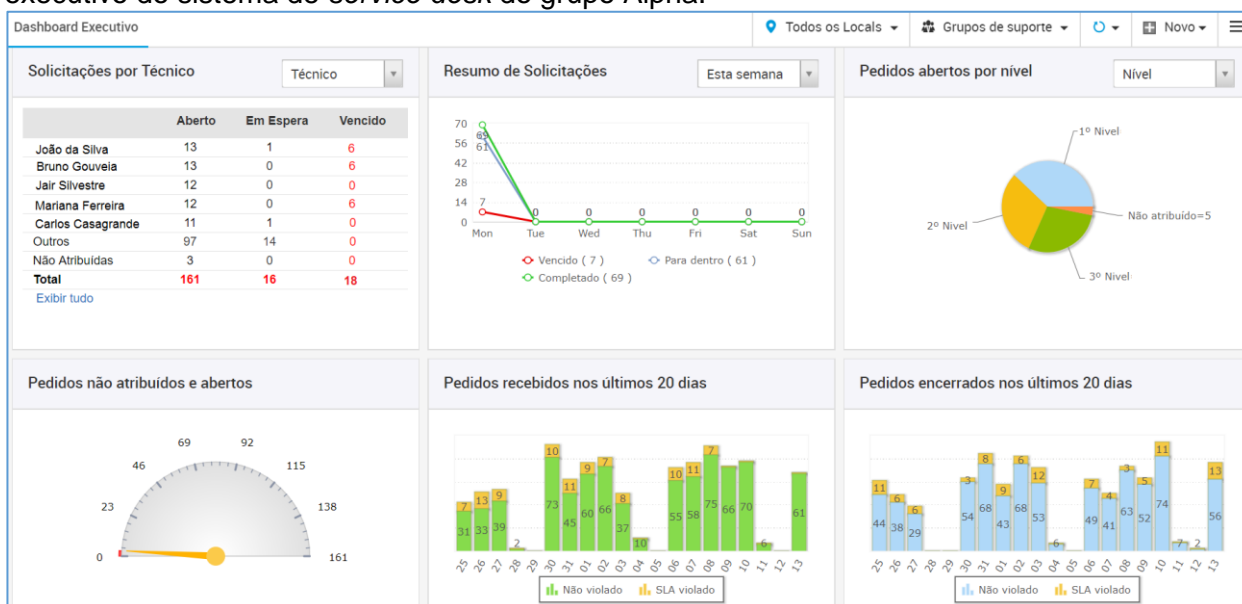 executivo do sistema de service desk do grupo Alpha.
Dashboard Executivo
Todos os Locals
Grupos de suporte
Novo
Solicitações por Técnico
Técnico
Aberto Em Espera Vencido
João da Silva 13 1 6
Bruno Gouveia 13 0 6
Jair Silvestre 12 0 0
Mariana Ferreira 12 0 6
Carlos Casagrande 11 1 0
Outros 97 14 0
Não Atribuídas 3 0 0
Total 161 16 18
Exibir tudo
Resumo de Solicitações
Esta semana
70
56
42
28
14
0
69
61
7
0 0 0 0 0 0
Mon Tue Wed Thu Fri Sat Sun
Vencido ( 7 ) Para dentro ( 61 )
Completado ( 69 )
Pedidos abertos por nível
Nível
1º Nivel
Não atribuído=5
2º Nivel
3º Nivel
Pedidos não atribuídos e abertos
0
23
46
69
92
115
138
161
Pedidos recebidos nos últimos 20 dias
7 13 9 2 10 11 9 7 8 10 10 11 7 6
31 33 39 73 45 60 66 37 55 58 75 66 70 61
25 26 27 28 29 30 31 01 02 03 04 05 06 07 08 09 10 11 12 13
Não violado SLA violado
Pedidos encerrados nos últimos 20 dias
11 6 6 3 8 9 6 12 6 7 4 3 5 11 7 2 13
44 38 29 54 68 43 68 53 49 41 63 52 74 56
25 26 27 28 29 30 31 01 02 03 04 05 06 07 08 09 10 11 12 13
Não violado SLA violado